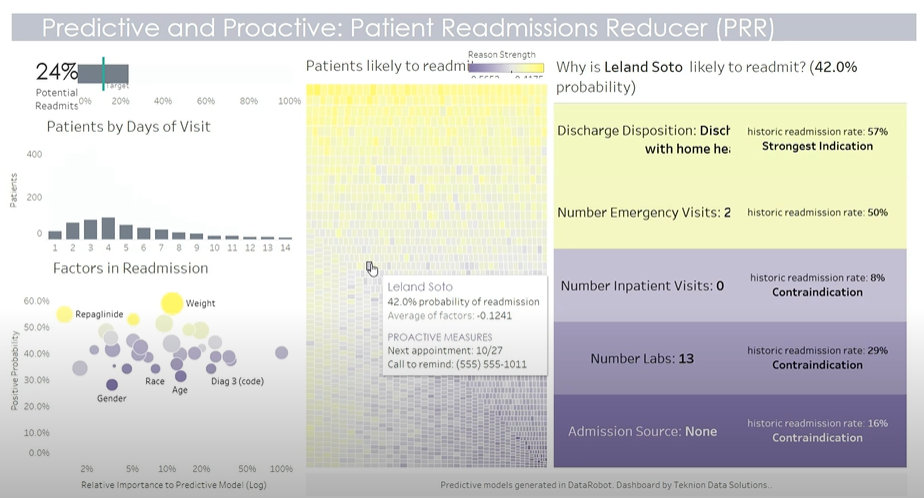 Predictive and Proactive: Patient Readmissions Reducer (PRR)
24%
Potential
Readmits
Target
0% 20% 40% 60% 80% 100%
Patients by Days of Visit
Patients
400
200
0
1 2 3 4 5 6 7 8 9 10 11 12 13 14
Factors in Readmission
Positive Probability
60.0%
50.0%
40.0%
30.0%
20.0%
10.0%
0.0%
Weight
Repaglinide
Race
Diag 3 (code)
Age
Gender
2% 5% 10% 20% 50% 100%
Relative Importance to Predictive Model (Log)
Patients likely to readmit
Reason Strength
Leland Soto
42.0% probability of readmission
Average of factors: -0.1241
PROACTIVE MEASURES
Next appointment: 10/27
Call to remind: (555) 555-1011
Why is Leland Soto likely to readmit? (42.0%
probability)
Discharge Disposition: Disch
with home hea
historic readmission rate: 57%
Strongest Indication
Number Emergency Visits: 2
historic readmission rate: 50%
Number Inpatient Visits: 0
historic readmission rate: 8%
Contraindication
Number Labs: 13
historic readmission rate: 29%
Contraindication
Admission Source: None
historic readmission rate: 16%
Contraindication
Predictive models generated in DataRobot. Dashboard by Teknion Data Solutions..